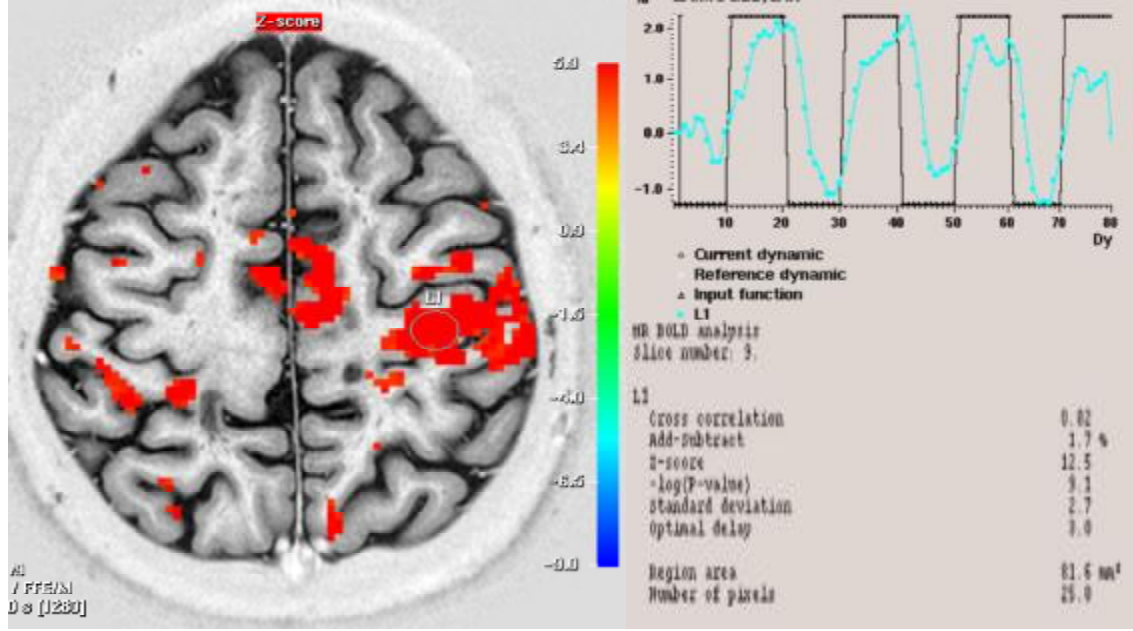 Z-score
5.0
-1.5
-4.0
-6.5
-9.0
L1
/ FFE/M
0 s [1280]
%
2.0
1.0
0.0
-1.0
10
20
30
40
50
60
70
80
Dy
Current dynamic
Reference dynamic
Input function
L1
MR BOLD analysis
Slice number: 9.
L1
Cross correlation 0.82
Add-Subtract 1.7 %
Z-score 12.5
-log(P-value) 9.1
Standard deviation 2.7
Optimal delay 3.0
Region area 81.6 mm²
Number of pixels 25.0